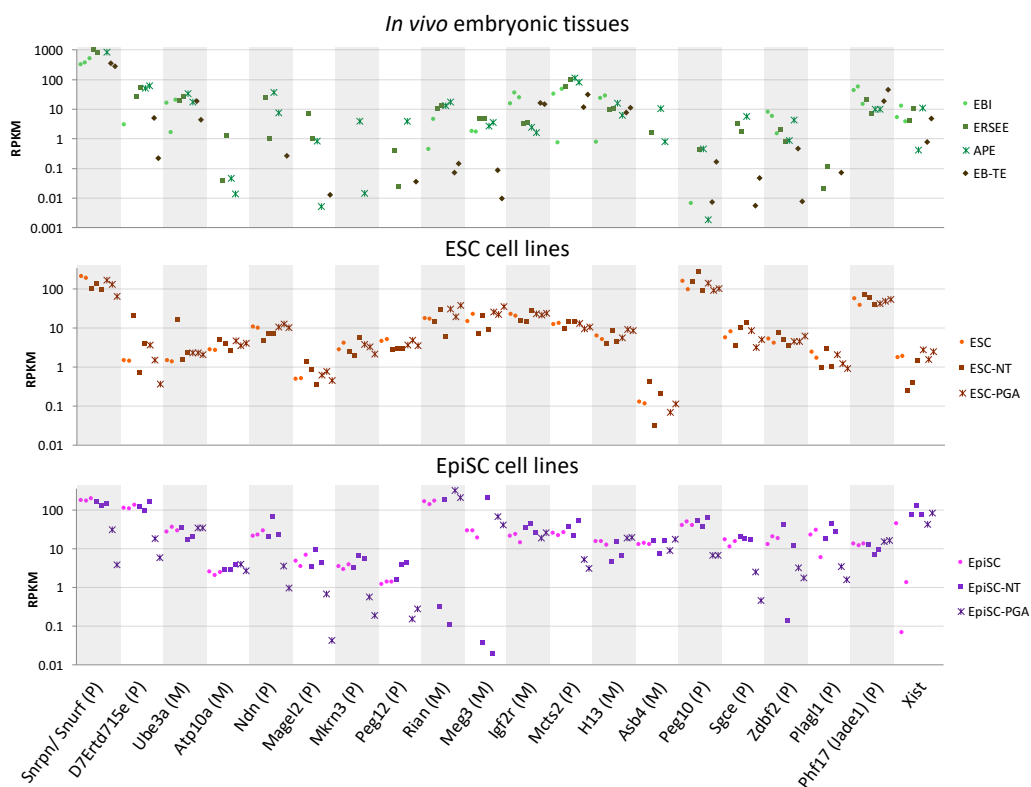 In vivo embryonic tissues
RPKM
1000
100
10
1
0.1
0.01
0.001
EBI
ERSEE
APE
EB-TE
ESC cell lines
RPKM
100
10
1
0.1
0.01
ESC
ESC-NT
ESC-PGA
EpiSC cell lines
RPKM
100
10
1
0.1
0.01
EpiSC
EpiSC-NT
EpiSC-PGA
Snrpn/ Snurf (P)
D7Ertd715e (P)
Ube3a (M)
Atp10a (M)
Ndn (P)
Magel2 (P)
Mkrn3 (P)
Peg12 (P)
Rian (M)
Meg3 (M)
Igf2r (M)
Mcts2 (P)
H13 (M)
Asb4 (M)
Peg10 (P)
Sgce (P)
Zdbf2 (P)
Plagl1 (P)
Phf17 (Jade1) (P)
Xist